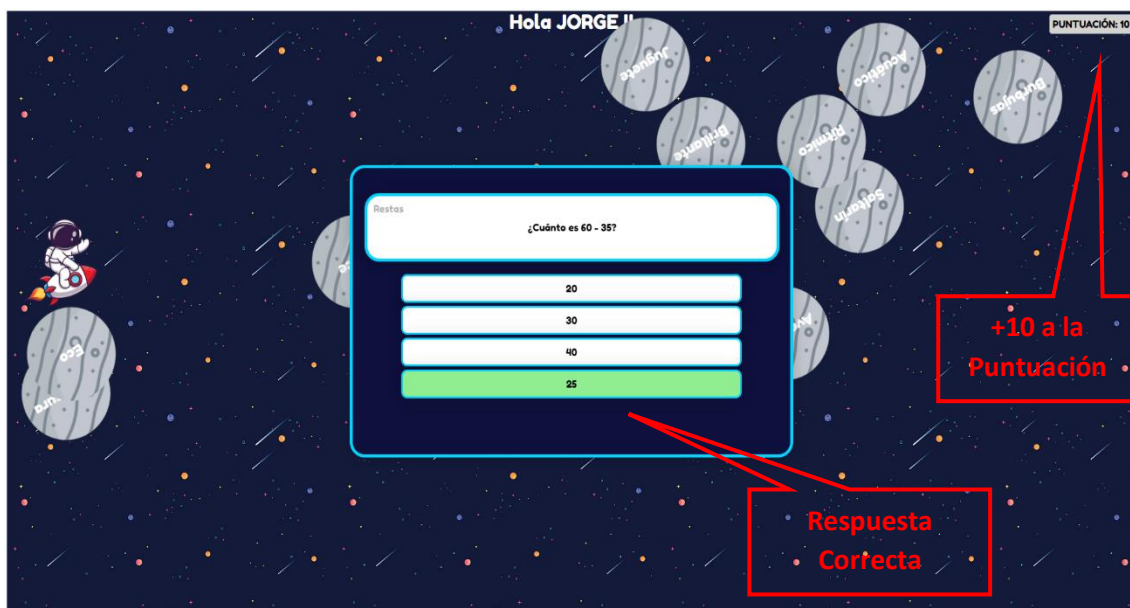 Hola JORGE !!
PUNTUACIÓN: 10
Juguete
Acuático
Burbujas
Brillante
Rítmico
Saltarín
Restas
¿Cuánto es 60 - 35?
20
30
40
25
Eco
+10 a la
Puntuación
Respuesta
Correcta